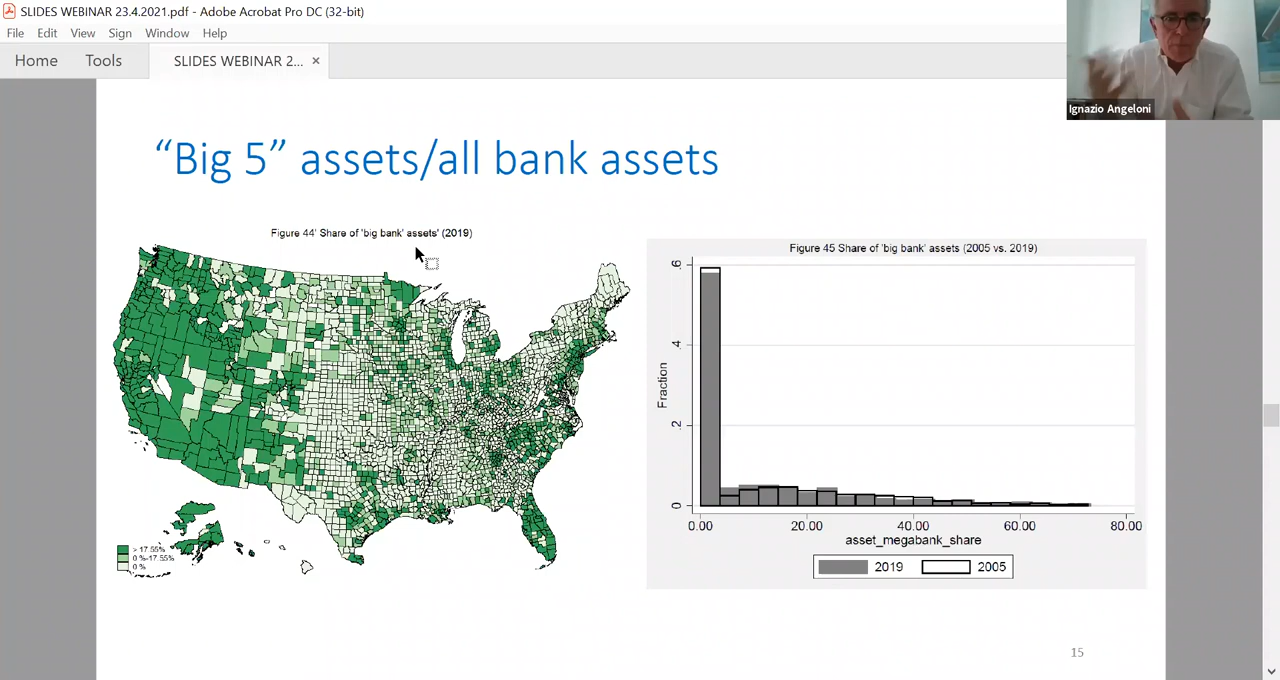 SLIDES WEBINAR 23.4.2021.pdf - Adobe Acrobat Pro DC (32-bit)
File Edit View Sign Window Help
Home Tools SLIDES WEBINAR 2... ×
Ignazio Angeloni
“Big 5” assets/all bank assets
Figure 44' Share of 'big bank' assets' (2019)
> 17.55%
0 %-17.55%
0 %
Figure 45 Share of 'big bank' assets (2005 vs. 2019)
Fraction
.6
.4
.2
0
0.00 20.00 40.00 60.00 80.00
asset_megabank_share
2019 2005
15